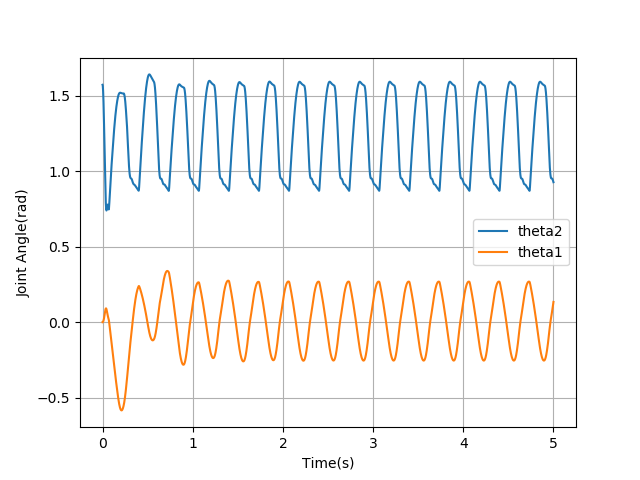 1.5
1.0
0.5
0.0
−0.5
Joint Angle(rad)
theta2
theta1
0 1 2 3 4 5
Time(s)